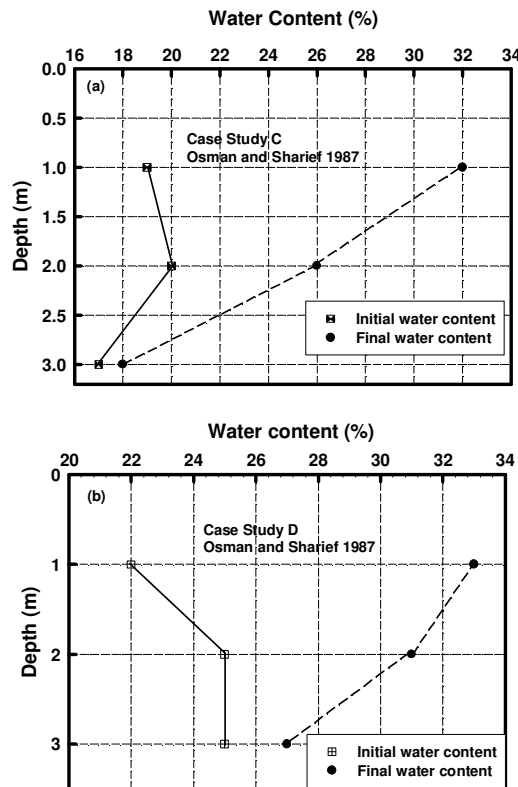 Water Content (%)
16 18 20 22 24 26 28 30 32 34
0.0
(a)
0.5
Case Study C
1.0
Osman and Sharief 1987
Depth (m)
1.5
2.0
2.5
Initial water content
Final water content
3.0
Water content (%)
20 22 24 26 28 30 32 34
0
(b)
Case Study D
Osman and Sharief 1987
1
Depth (m)
2
3
Initial water content
Final water content